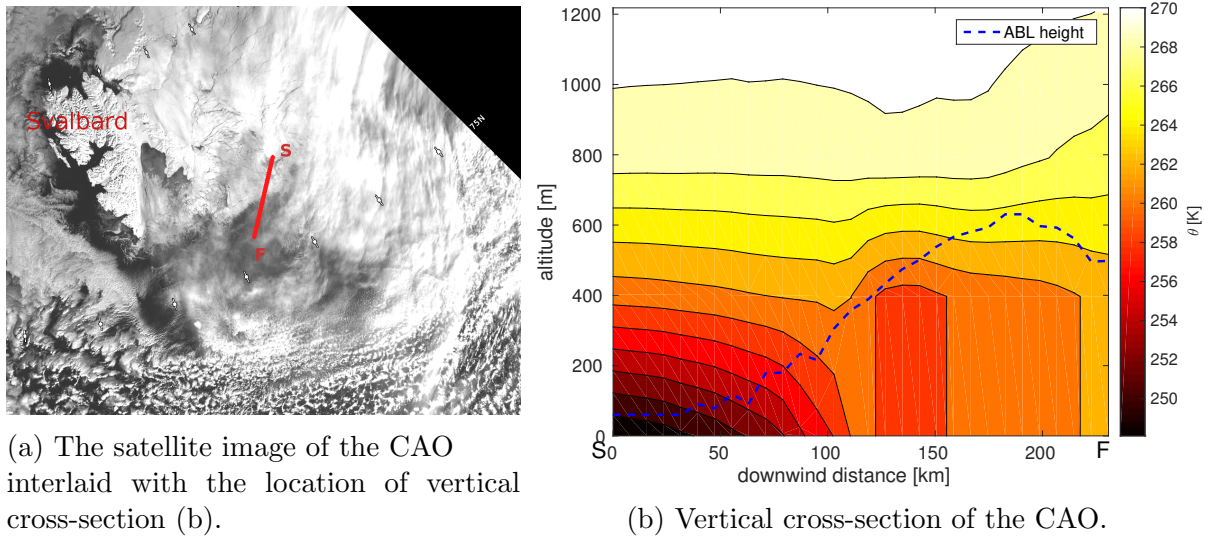 Svalbard
S
F
75N
(a) The satellite image of the CAO
interlaid with the location of vertical
cross-section (b).
1200
1000
800
600
400
200
0
altitude [m]
ABL height
S
0
50
100
150
200
F
downwind distance [km]
270
268
266
264
262
260
258
256
254
252
250
θ [K]
(b) Vertical cross-section of the CAO.